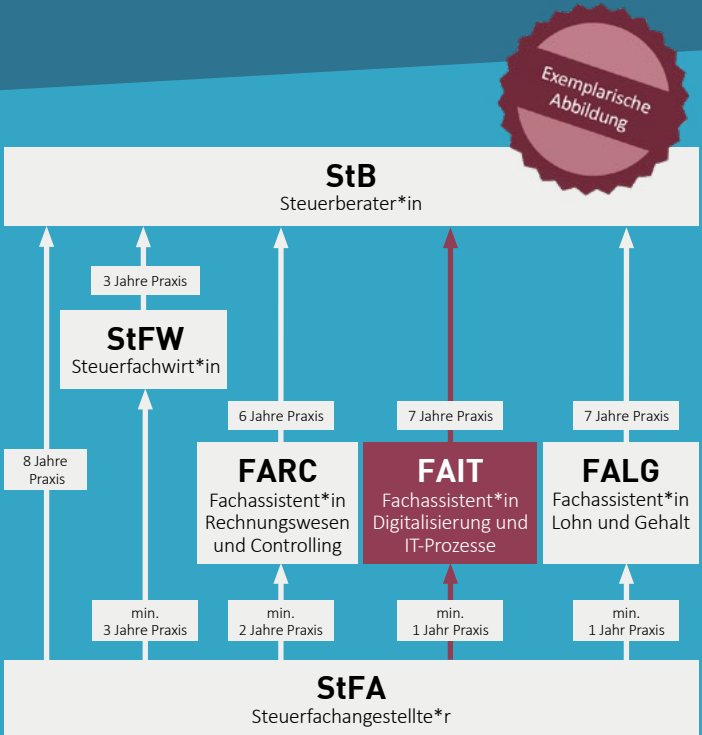 Exemplarische
Abbildung
StB
Steuerberater*in
3 Jahre Praxis
StFW
Steuerfachwirt*in
6 Jahre Praxis
7 Jahre Praxis
7 Jahre Praxis
8 Jahre
Praxis
FARC
Fachassistent*in
Rechnungswesen
und Controlling
FAIT
Fachassistent*in
Digitalisierung und
IT-Prozesse
FALG
Fachassistent*in
Lohn und Gehalt
min.
3 Jahre Praxis
min.
2 Jahre Praxis
min.
1 Jahr Praxis
min.
1 Jahr Praxis
StFA
Steuerfachangestellte*r